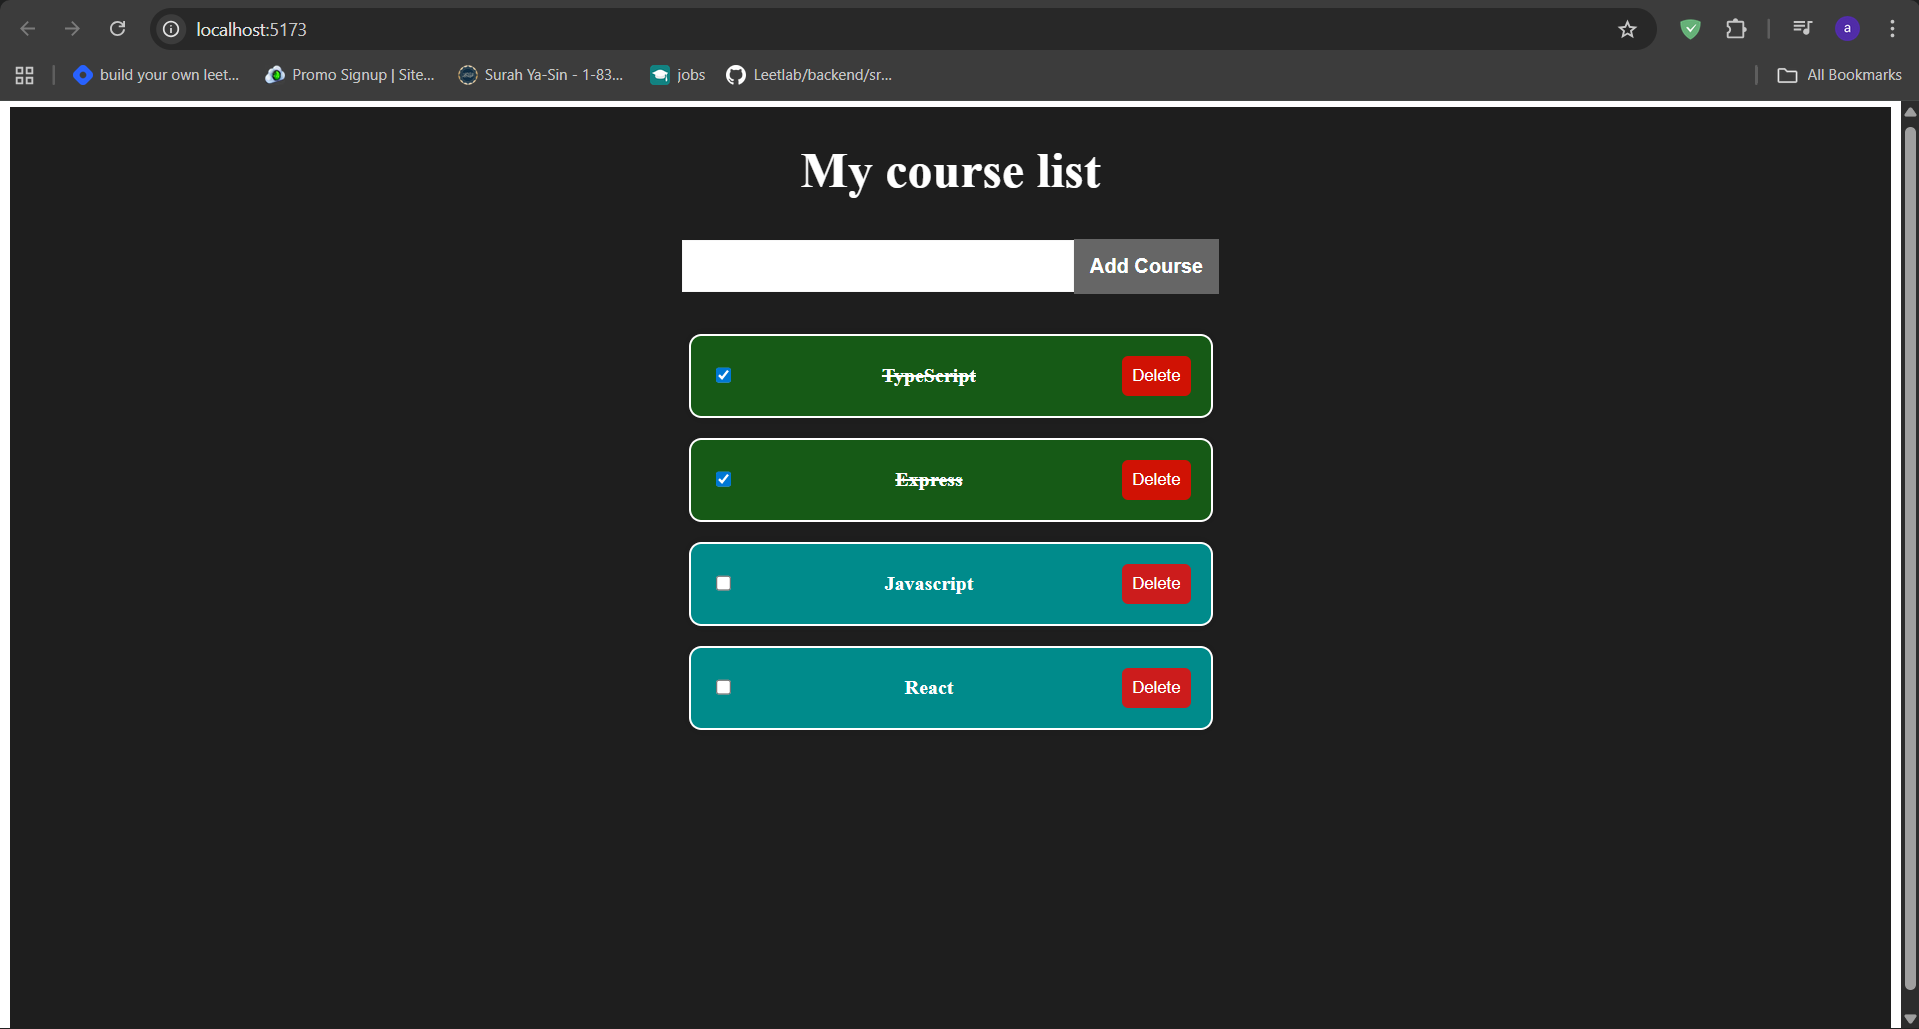 localhost:5173
a
build your own leet...
Promo Signup | Site...
Surah Ya-Sin - 1-83...
jobs
Leetlab/backend/sr...
All Bookmarks
My course list
Add Course
TypeScript
Delete
Express
Delete
Javascript
Delete
React
Delete